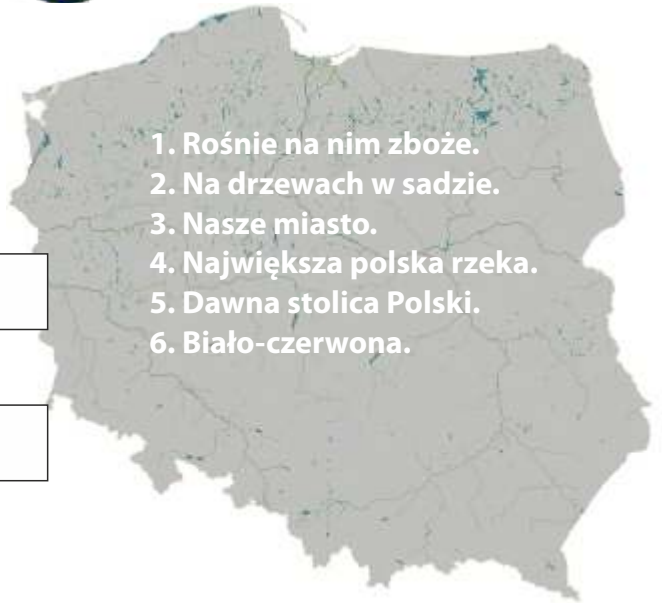 1. Rośnie na nim zboże.
2. Na drzewach w sadzie.
3. Nasze miasto.
4. Największa polska rzeka.
5. Dawna stolica Polski.
6. Biało-czerwona.